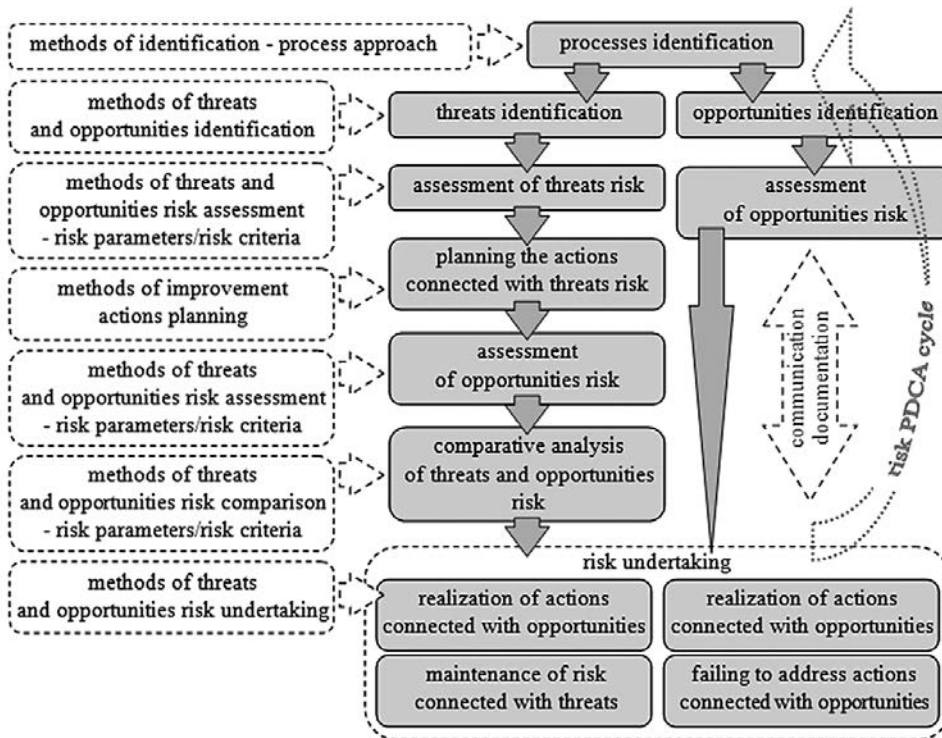 methods of identification - process approach
processes identification
methods of threats
and opportunities identification
threats identification
opportunities identification
methods of threats and
opportunities risk assessment
- risk parameters/risk criteria
assessment of threats risk
assessment
of opportunities risk
planning the actions
connected with threats risk
methods of improvement
actions planning
assessment
of opportunities risk
methods of threats
and opportunities risk assessment
- risk parameters/risk criteria
communication
documentation
risk PDCA cycle
comparative analysis
of threats and opportunities
risk
methods of threats
and opportunities risk comparison
- risk parameters/risk criteria
risk undertaking
methods of threats
and opportunities risk undertaking
realization of actions
connected with opportunities
realization of actions
connected with opportunities
maintenance of risk
connected with threats
failing to address actions
connected with opportunities